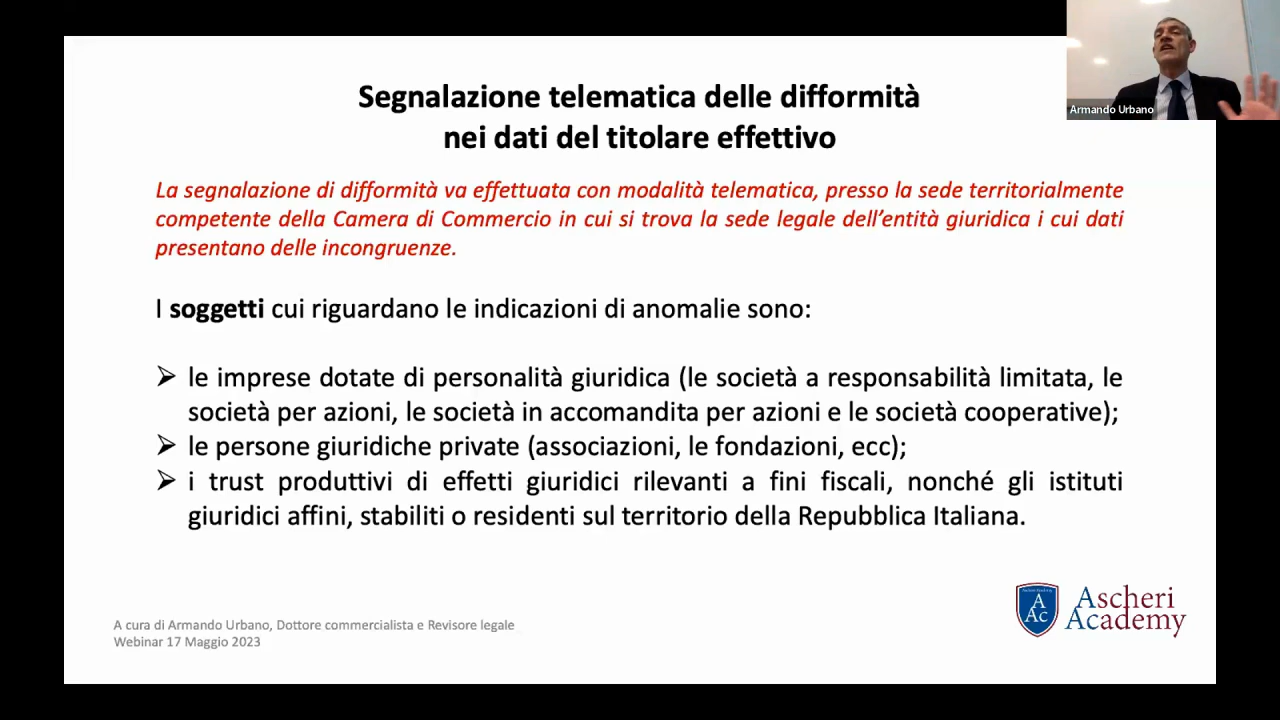 Armando Urbano
Segnalazione telematica delle difformità
nei dati del titolare effettivo
La segnalazione di difformità va effettuata con modalità telematica, presso la sede territorialmente
competente della Camera di Commercio in cui si trova la sede legale dell’entità giuridica i cui dati
presentano delle incongruenze.
I soggetti cui riguardano le indicazioni di anomalie sono:
➢ le imprese dotate di personalità giuridica (le società a responsabilità limitata, le
società per azioni, le società in accomandita per azioni e le società cooperative);
➢ le persone giuridiche private (associazioni, le fondazioni, ecc);
➢ i trust produttivi di effetti giuridici rilevanti a fini fiscali, nonché gli istituti
giuridici affini, stabiliti o residenti sul territorio della Repubblica Italiana.
A cura di Armando Urbano, Dottore commercialista e Revisore legale
Webinar 17 Maggio 2023
A
Ac
Ascheri
Academy